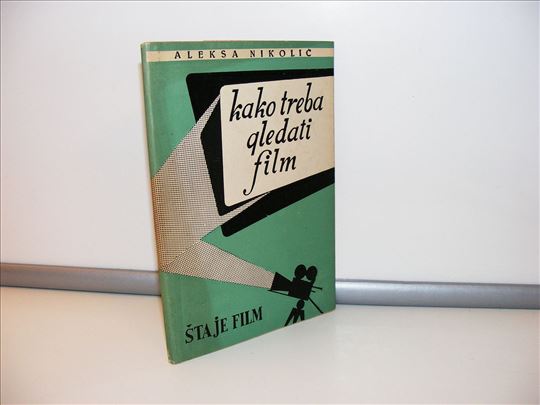 ALEKSA NIKOLIĆ
kako treba
gledati
film
ŠTA JE FILM